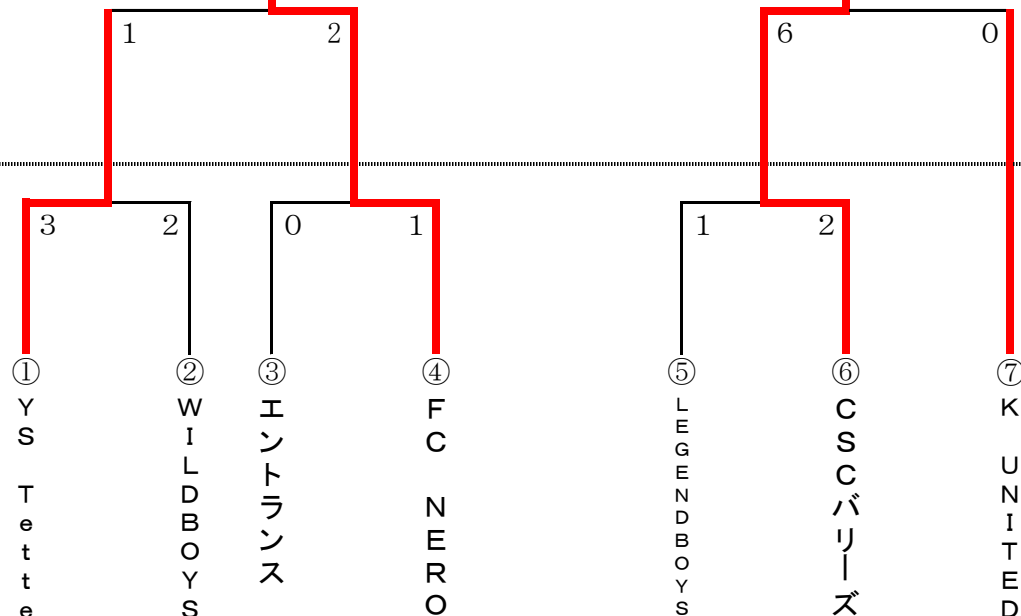 1 2 6 0
3 2 0 1 1 2
① ② ③ ④ ⑤ ⑥ ⑦
YS Tette
WILDBOYS
エントランス
FC NERO
LEGENDBOYS
CSCバリーズ
K UNITED